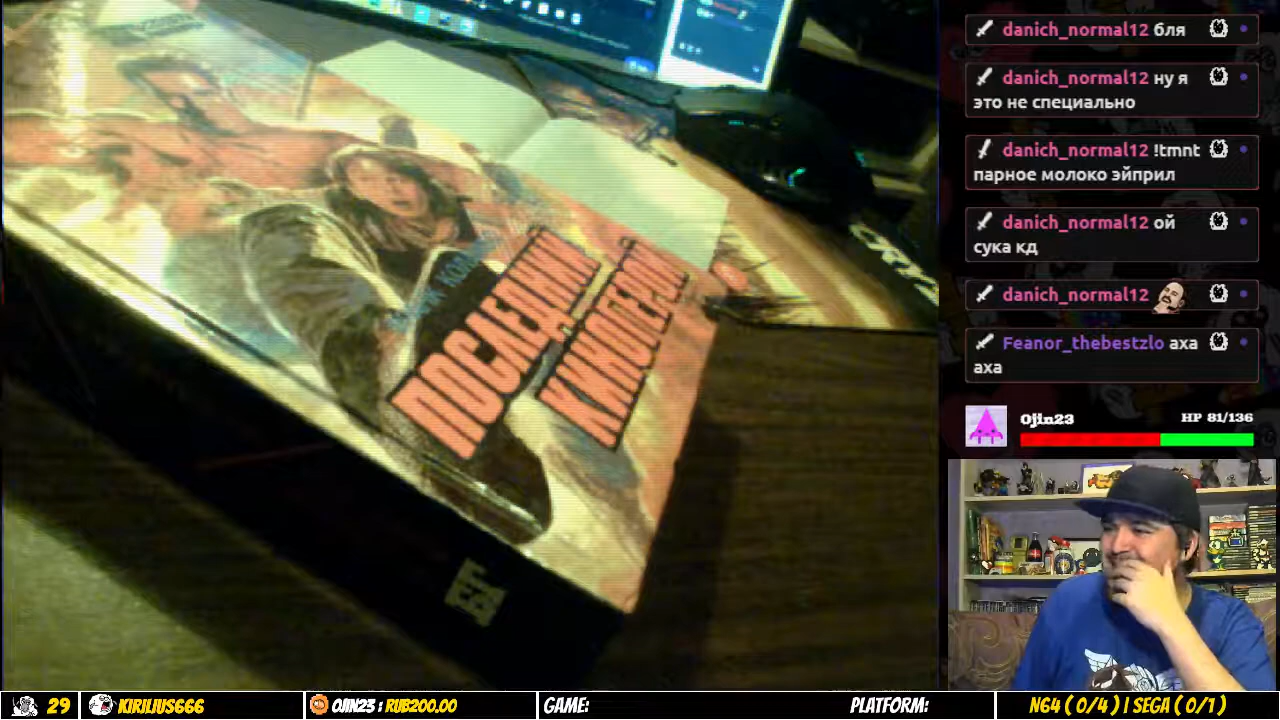 ПОСЛЕДНИЙ
КИНОГЕРОЙ
danich_normal12 бля
danich_normal12 ну я
это не специально
danich_normal12 !tmnt
парное молоко эйприл
danich_normal12 ой
сука кд
danich_normal12
Feanor_thebestzlo аха
аха
Ojin23 HP 81/136
29 KIRILIUS666 OJIN23 : RUB200.00 GAME: PLATFORM: N64 ( 0/4 ) | SEGA ( 0/1 )